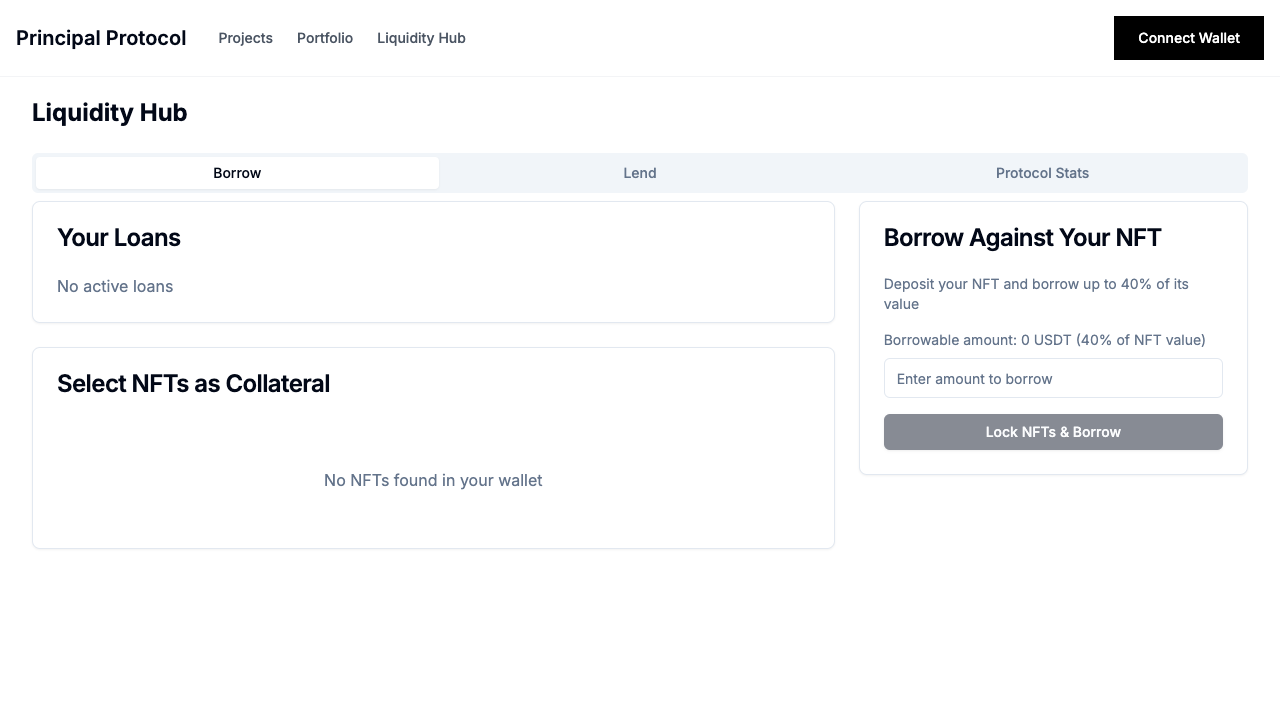 Principal Protocol
Projects
Portfolio
Liquidity Hub
Connect Wallet
Liquidity Hub
Borrow
Lend
Protocol Stats
Your Loans
No active loans
Select NFTs as Collateral
No NFTs found in your wallet
Borrow Against Your NFT
Deposit your NFT and borrow up to 40% of its
value
Borrowable amount: 0 USDT (40% of NFT value)
Enter amount to borrow
Lock NFTs & Borrow